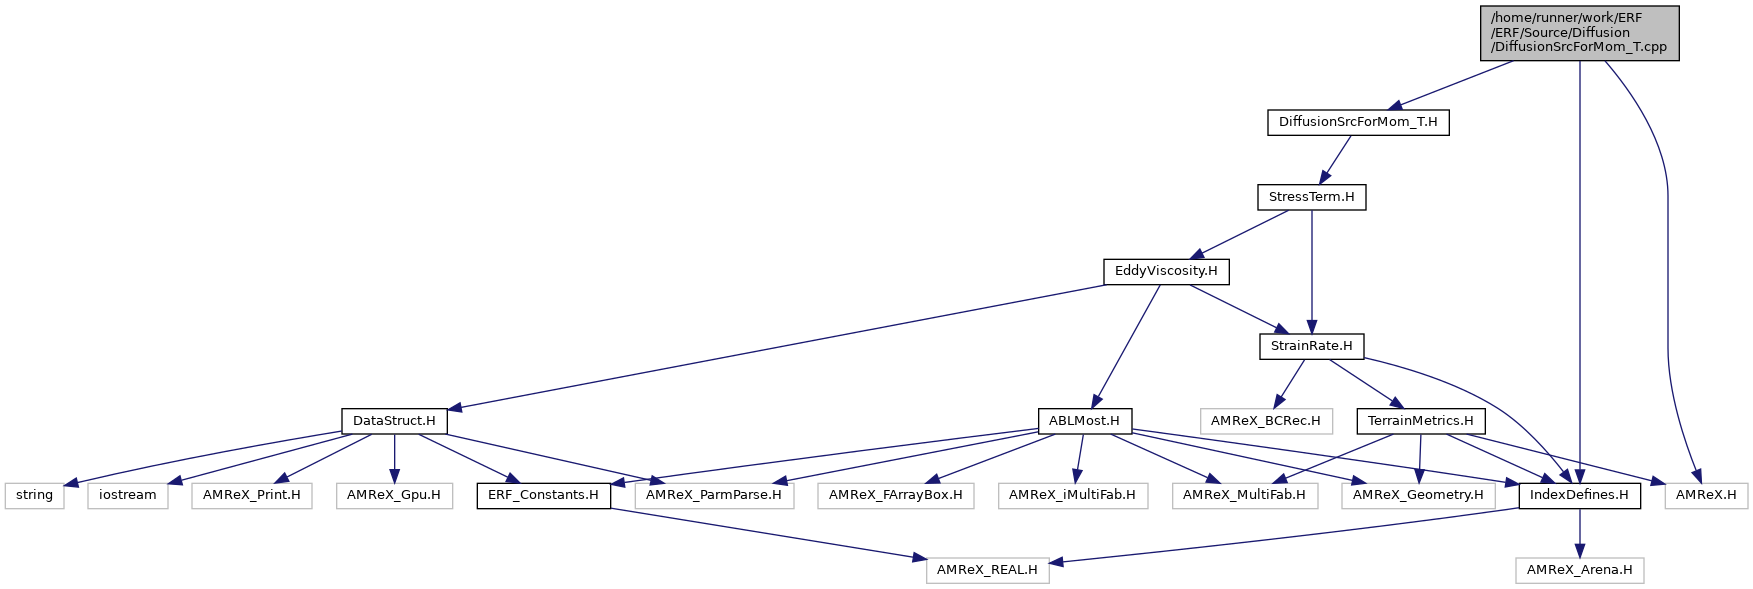 /home/runner/work/ERF
/ERF/Source/Diffusion
/DiffusionSrcForMom_T.cpp
DiffusionSrcForMom_T.H
StressTerm.H
EddyViscosity.H
StrainRate.H
DataStruct.H
ABLMost.H
AMReX_BCRec.H
TerrainMetrics.H
string
iostream
AMReX_Print.H
AMReX_Gpu.H
ERF_Constants.H
AMReX_ParmParse.H
AMReX_FArrayBox.H
AMReX_iMultiFab.H
AMReX_MultiFab.H
AMReX_Geometry.H
IndexDefines.H
AMReX.H
AMReX_REAL.H
AMReX_Arena.H